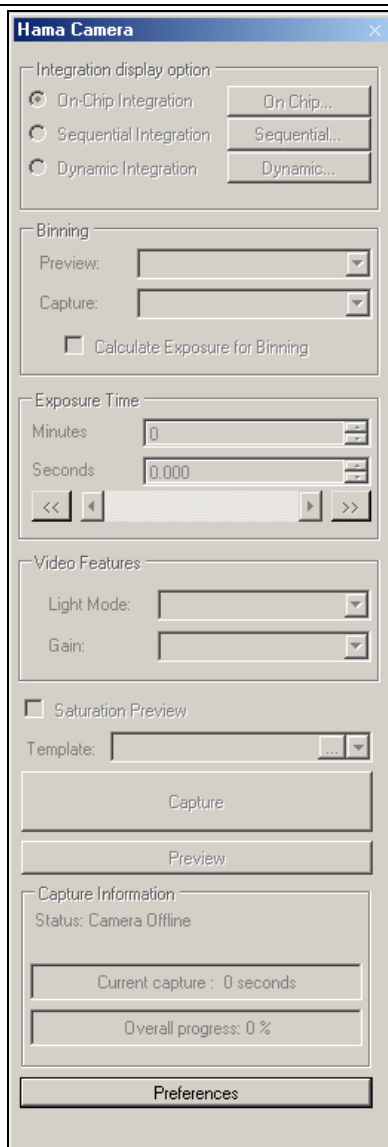 Hama Camera
Integration display option
On-Chip Integration On Chip...
Sequential Integration Sequential...
Dynamic Integration Dynamic...
Binning
Preview:
Capture:
Calculate Exposure for Binning
Exposure Time
Minutes 0
Seconds 0.000
<< >>
Video Features
Light Mode:
Gain:
Saturation Preview
Template: ...
Capture
Preview
Capture Information
Status: Camera Offline
Current capture : 0 seconds
Overall progress: 0 %
Preferences